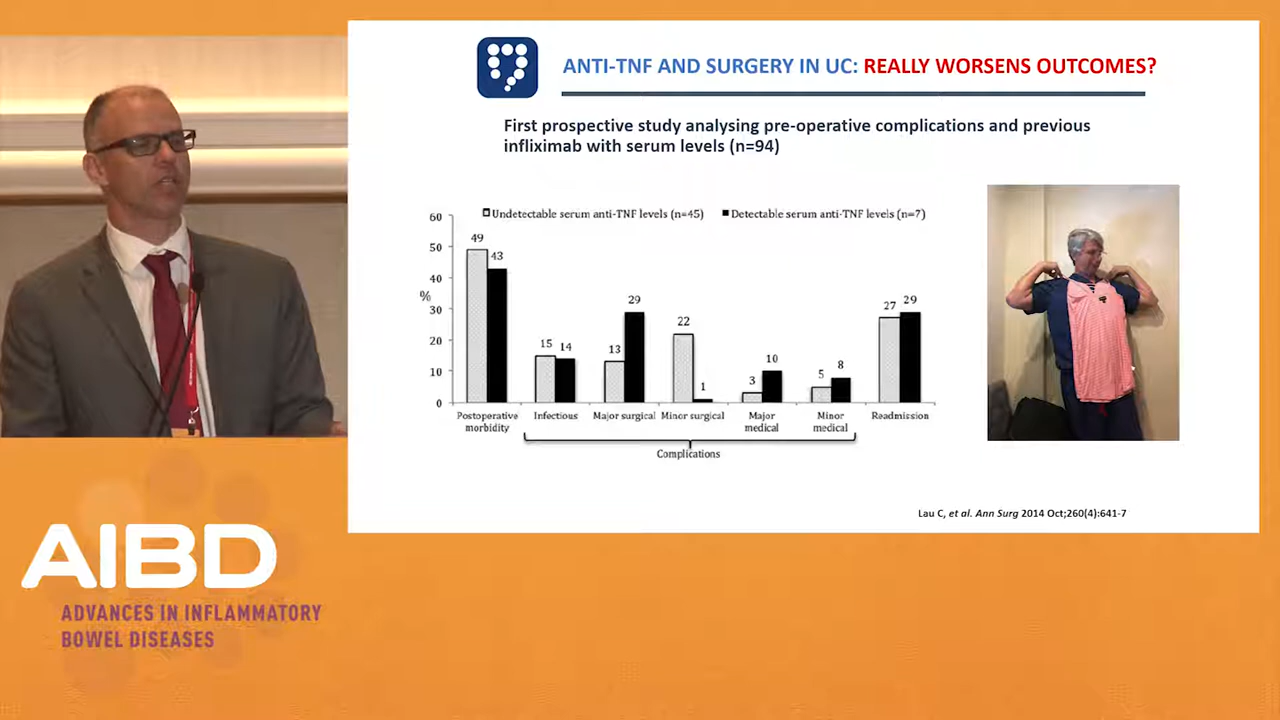 ANTI-TNF AND SURGERY IN UC: REALLY WORSENS OUTCOMES?
First prospective study analysing pre-operative complications and previous
infliximab with serum levels (n=94)
Undetectable serum anti-TNF levels (n=45)
Detectable serum anti-TNF levels (n=7)
%
60
50
40
30
20
10
0
49
43
15
14
13
29
22
1
3
10
5
8
27
29
Postoperative
morbidity
Infectious
Major surgical
Minor surgical
Major
medical
Minor
medical
Readmission
Complications
Lau C, et al. Ann Surg 2014 Oct;260(4):641-7
AIBD
ADVANCES IN INFLAMMATORY
BOWEL DISEASES